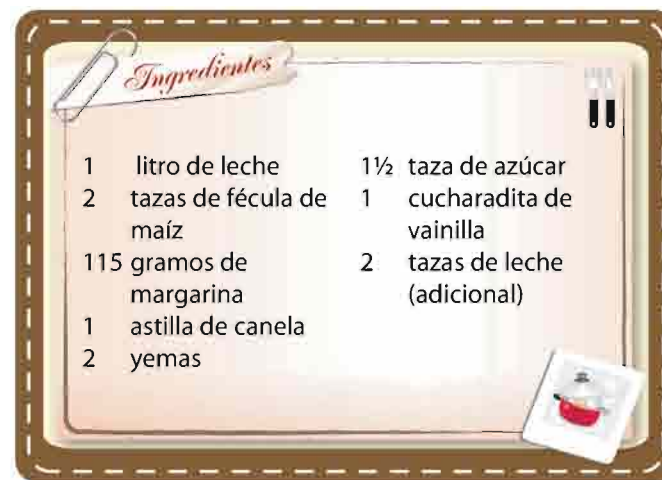 Ingredientes
1 litro de leche
2 tazas de fécula de
maíz
115 gramos de
margarina
1 astilla de canela
2 yemas
1½ taza de azúcar
1 cucharadita de
vainilla
2 tazas de leche
(adicional)